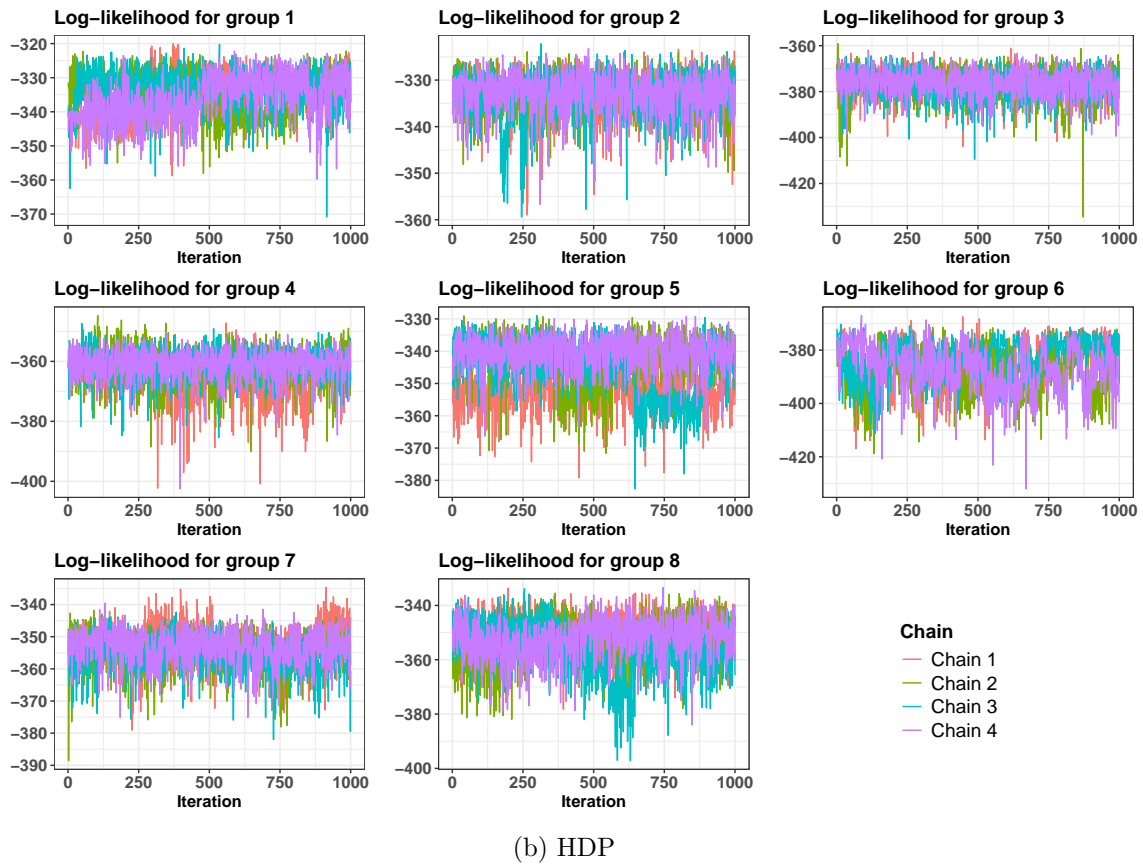 Log−likelihood for group 1
−320
−330
−340
−350
−360
−370
0 250 500 750 1000
Iteration
Log−likelihood for group 2
−330
−340
−350
−360
0 250 500 750 1000
Iteration
Log−likelihood for group 3
−360
−380
−400
−420
0 250 500 750 1000
Iteration
Log−likelihood for group 4
−360
−380
−400
0 250 500 750 1000
Iteration
Log−likelihood for group 5
−330
−340
−350
−360
−370
−380
0 250 500 750 1000
Iteration
Log−likelihood for group 6
−380
−400
−420
0 250 500 750 1000
Iteration
Log−likelihood for group 7
−340
−350
−360
−370
−380
−390
0 250 500 750 1000
Iteration
Log−likelihood for group 8
−340
−360
−380
−400
0 250 500 750 1000
Iteration
Chain
Chain 1
Chain 2
Chain 3
Chain 4
(b) HDP